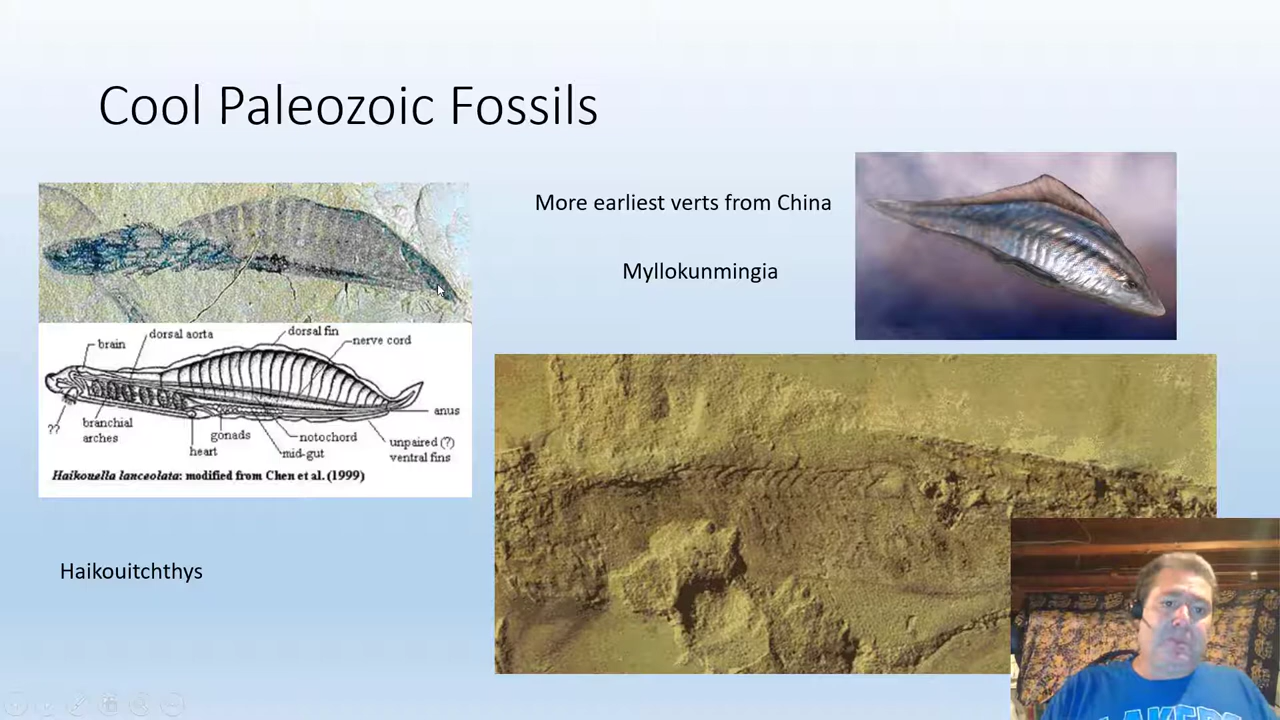 Cool Paleozoic Fossils
More earliest verts from China
Myllokunmingia
dorsal aorta
dorsal fin
brain
nerve cord
anus
??
branchial
arches
heart
gonads
mid-gut
notochord
unpaired (?)
ventral fins
Haikouella lanceolata: modified from Chen et al. (1999)
Haikouitchthys
LAKERS